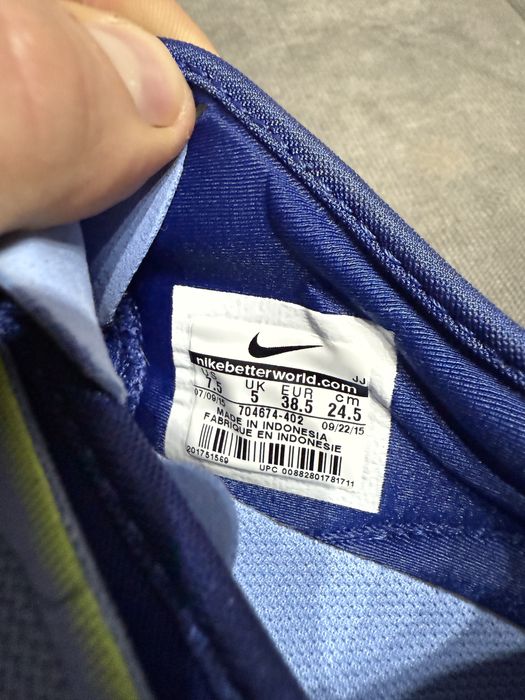 nikebetterworld.com
JJ
US UK EUR cm
7.5 5 38.5 24.5
07/09/15 704674-402 09/22/15
MADE IN INDONESIA
FABRIQUE EN INDONESIE
201751569
UPC 00882801781711